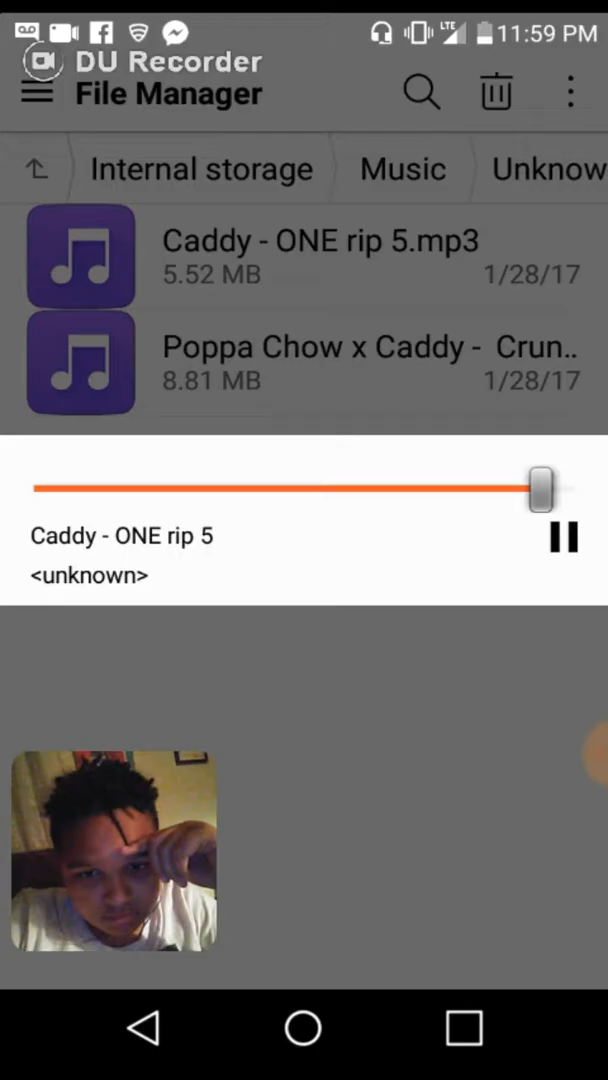 LTE 11:59 PM
DU Recorder
File Manager
Internal storage Music Unknow
Caddy - ONE rip 5.mp3
5.52 MB 1/28/17
Poppa Chow x Caddy - Crun..
8.81 MB 1/28/17
Caddy - ONE rip 5
<unknown>